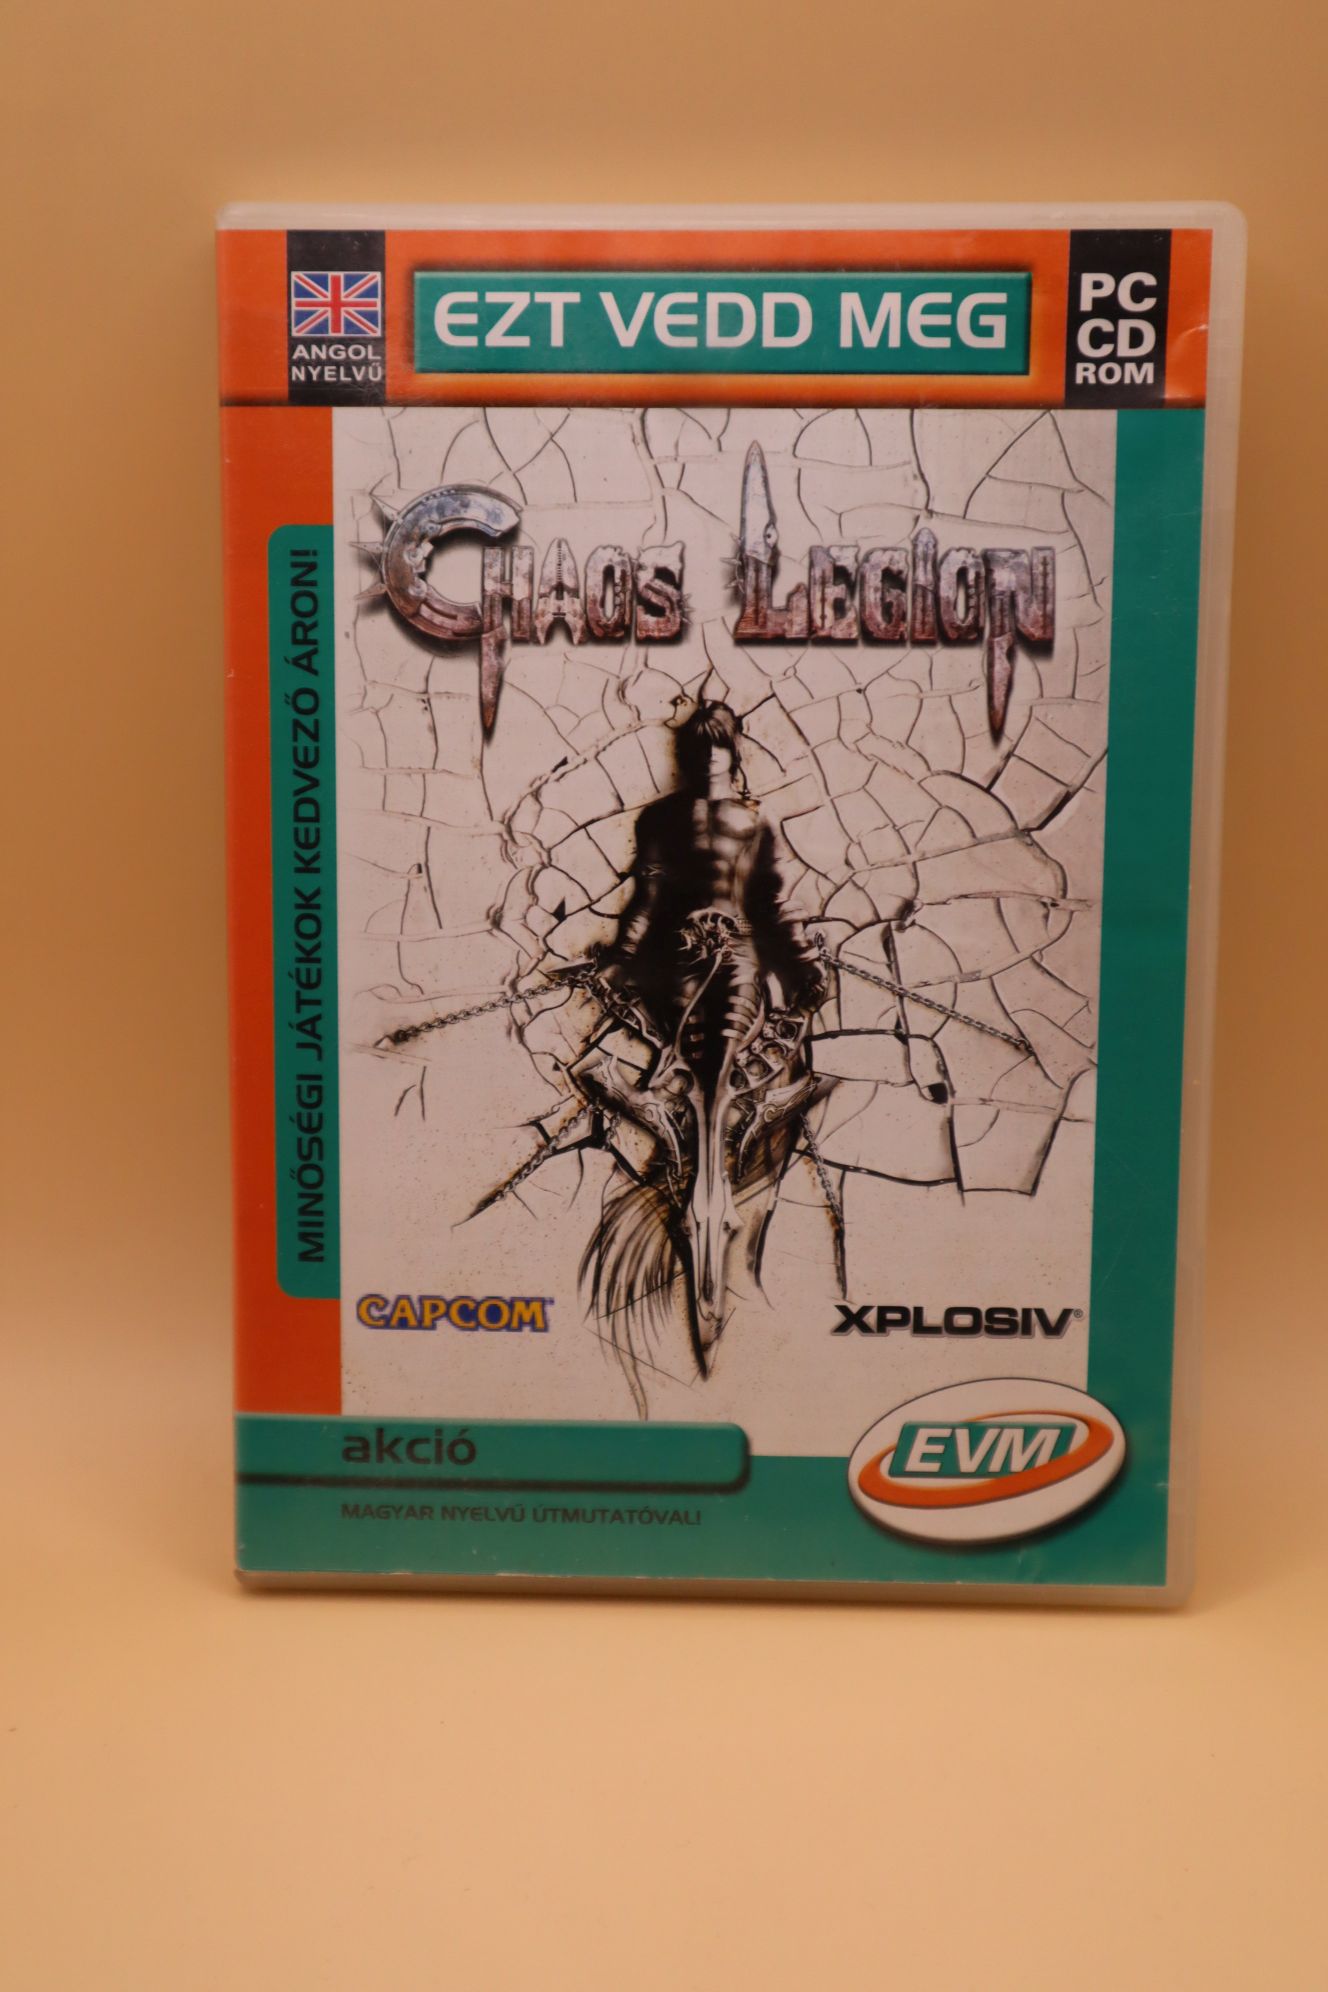 ANGOL
NYELVŰ
EZT VEDD MEG
PC
CD
ROM
CHAOS LEGION
MINŐSÉGI JÁTÉKOK KEDVEZŐ ÁRON!
CAPCOM
XPLOSIV®
akció
EVM
MAGYAR NYELVŰ ÚTMUTATÓVAL!